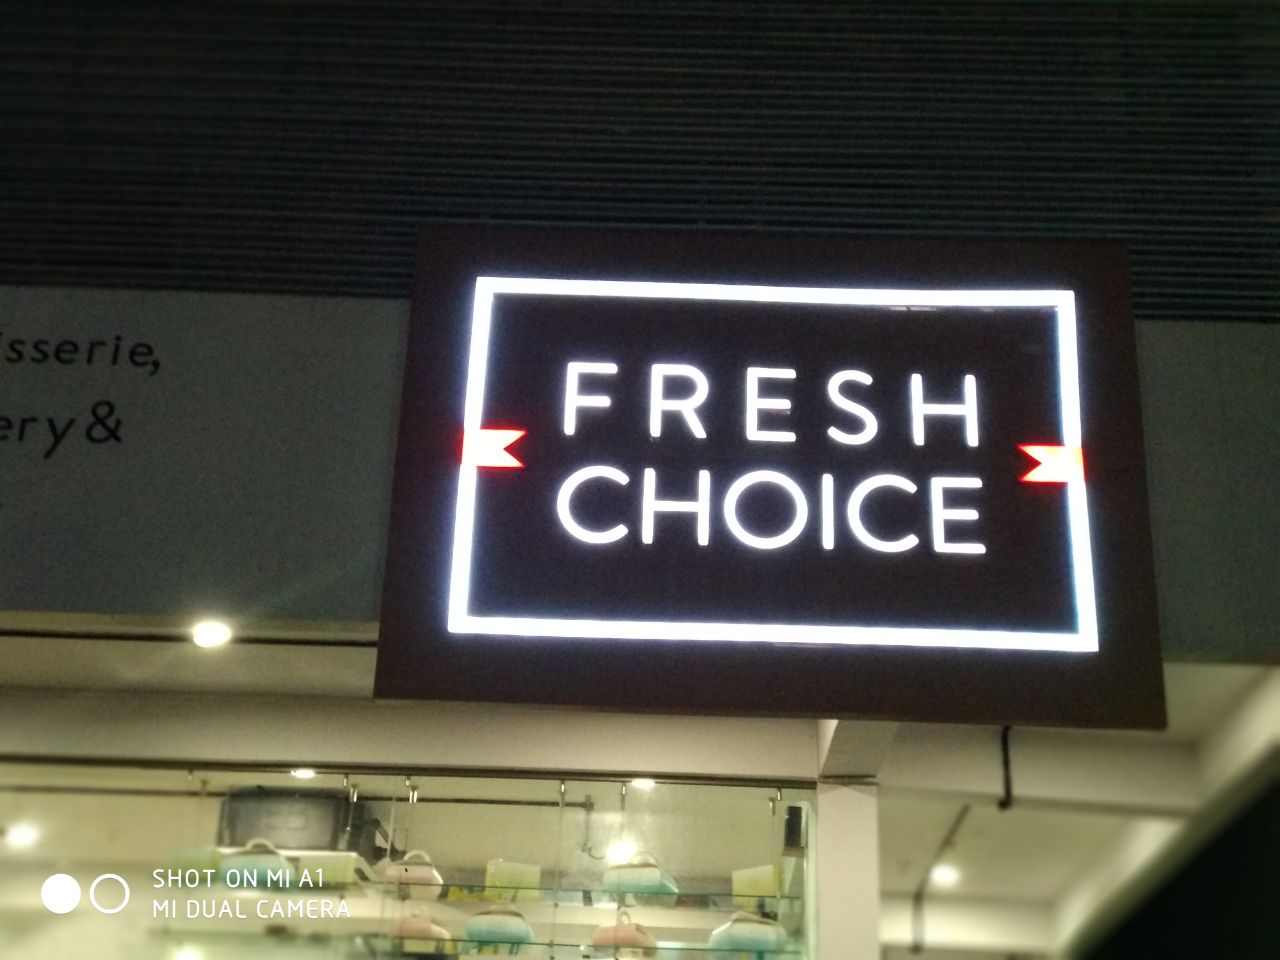 isserie,
ery &
FRESH
CHOICE
SHOT ON MI A1
MI DUAL CAMERA